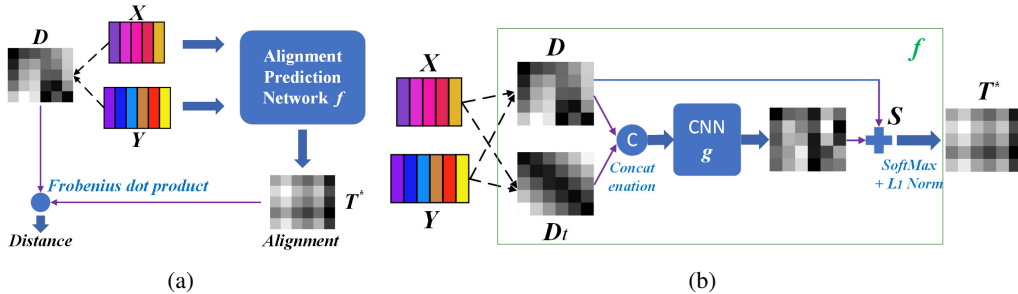 X
D
Y
Alignment
Prediction
Network f
Frobenius dot product
T*
Distance
Alignment
(a)
f
X
Y
D
Dt
C
Concat
enation
CNN
g
S
SoftMax
+ L1 Norm
T*
(b)